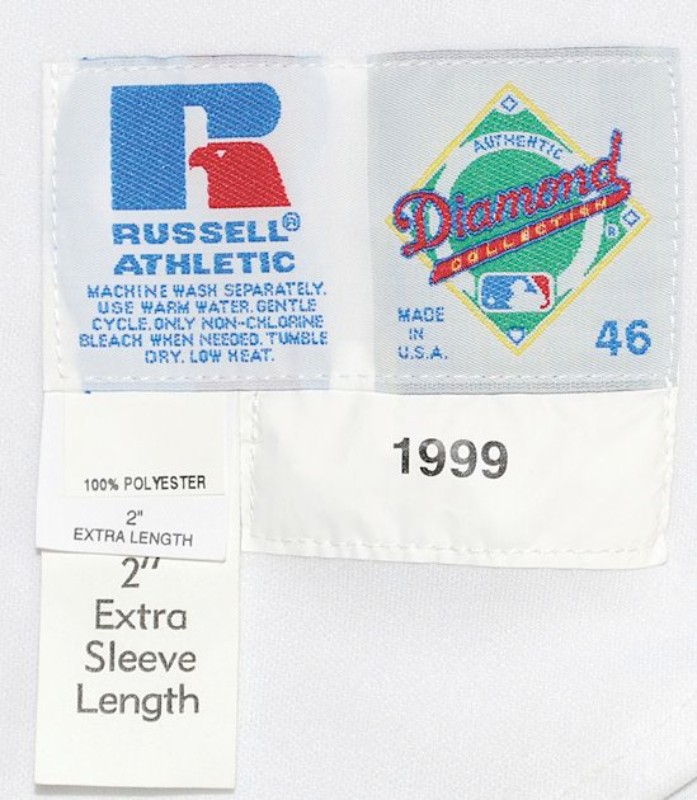 RUSSELL®
ATHLETIC
MACHINE WASH SEPARATELY.
USE WARM WATER. GENTLE
CYCLE. ONLY NON-CHLORINE
BLEACH WHEN NEEDED. TUMBLE
DRY. LOW HEAT.
AUTHENTIC
Diamond
COLLECTION
®
MADE
IN
U.S.A.
46
100% POLYESTER
2"
EXTRA LENGTH
1999
2"
Extra
Sleeve
Length